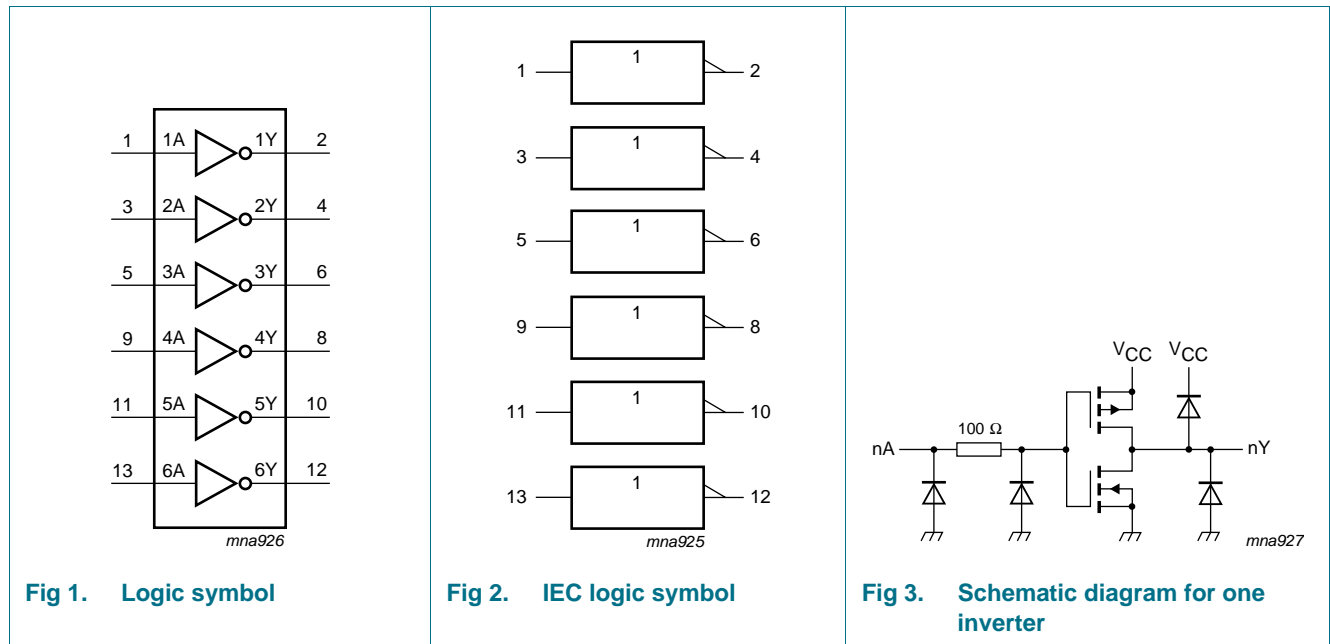 1 1A 1Y 2
3 2A 2Y 4
5 3A 3Y 6
9 4A 4Y 8
11 5A 5Y 10
13 6A 6Y 12
mna926
Fig 1. Logic symbol
1 1 2
3 1 4
5 1 6
9 1 8
11 1 10
13 1 12
mna925
Fig 2. IEC logic symbol
VCC VCC
100 Ω
nA nY
mna927
Fig 3. Schematic diagram for one
inverter